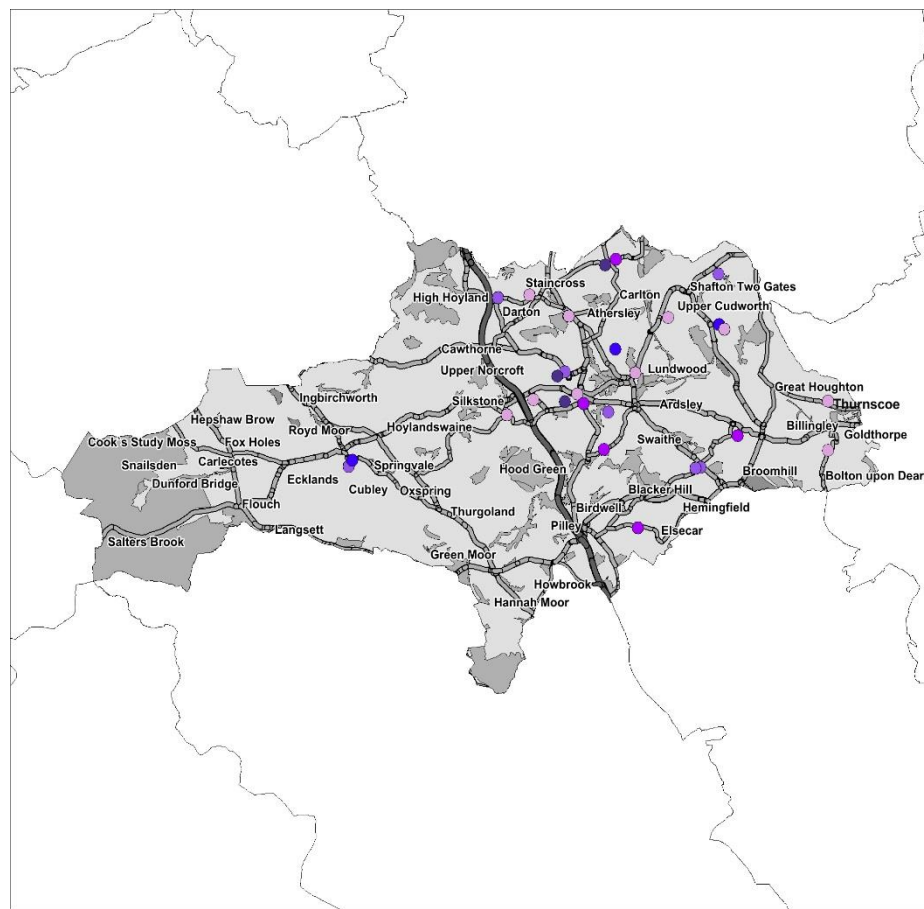 Staincross
High Hoyland
Darton
Carlton
Athersley
Shafton Two Gates
Upper Cudworth
Cawthorne
Upper Norcroft
Lundwood
Great Houghton
Thurnscoe
Ingbirchworth
Silkstone
Ardsley
Hepshaw Brow
Royd Moor
Hoylandswaine
Billingley
Goldthorpe
Cook s Study Moss
Fox Holes
Swaithe
Carlecotes
Snailsden
Springvale
Hood Green
Broomhill
Bolton upon Dear
Dunford Bridge
Ecklands
Cubley
Oxspring
Blacker Hill
Flouch
Thurgoland
Birdwell
Hemingfield
Langsett
Pilley
Elsecar
Salters Brook
Green Moor
Howbrook
Hannah Moor